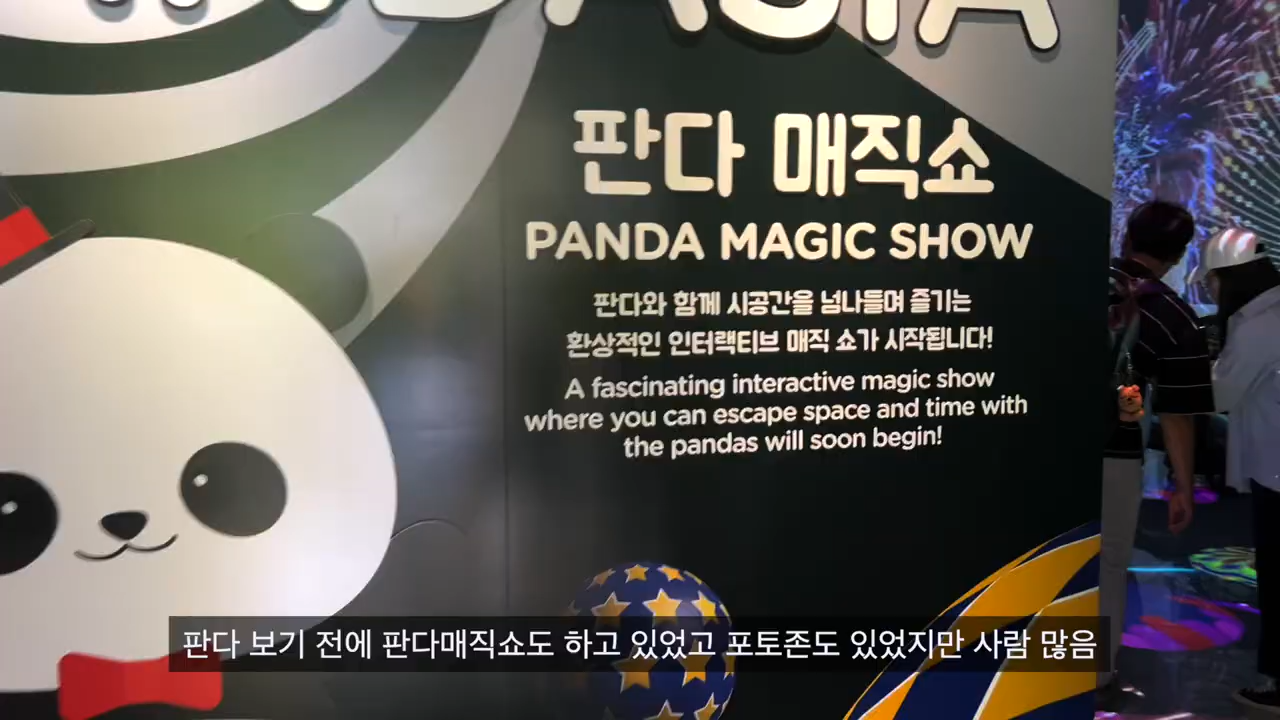 판다 매직쇼
PANDA MAGIC SHOW
판다와 함께 시공간을 넘나들며 즐기는
환상적인 인터랙티브 매직 쇼가 시작됩니다!
A fascinating interactive magic show
where you can escape space and time with
the pandas will soon begin!
판다 보기 전에 판다매직쇼도 하고 있었고 포토존도 있었지만 사람 많음